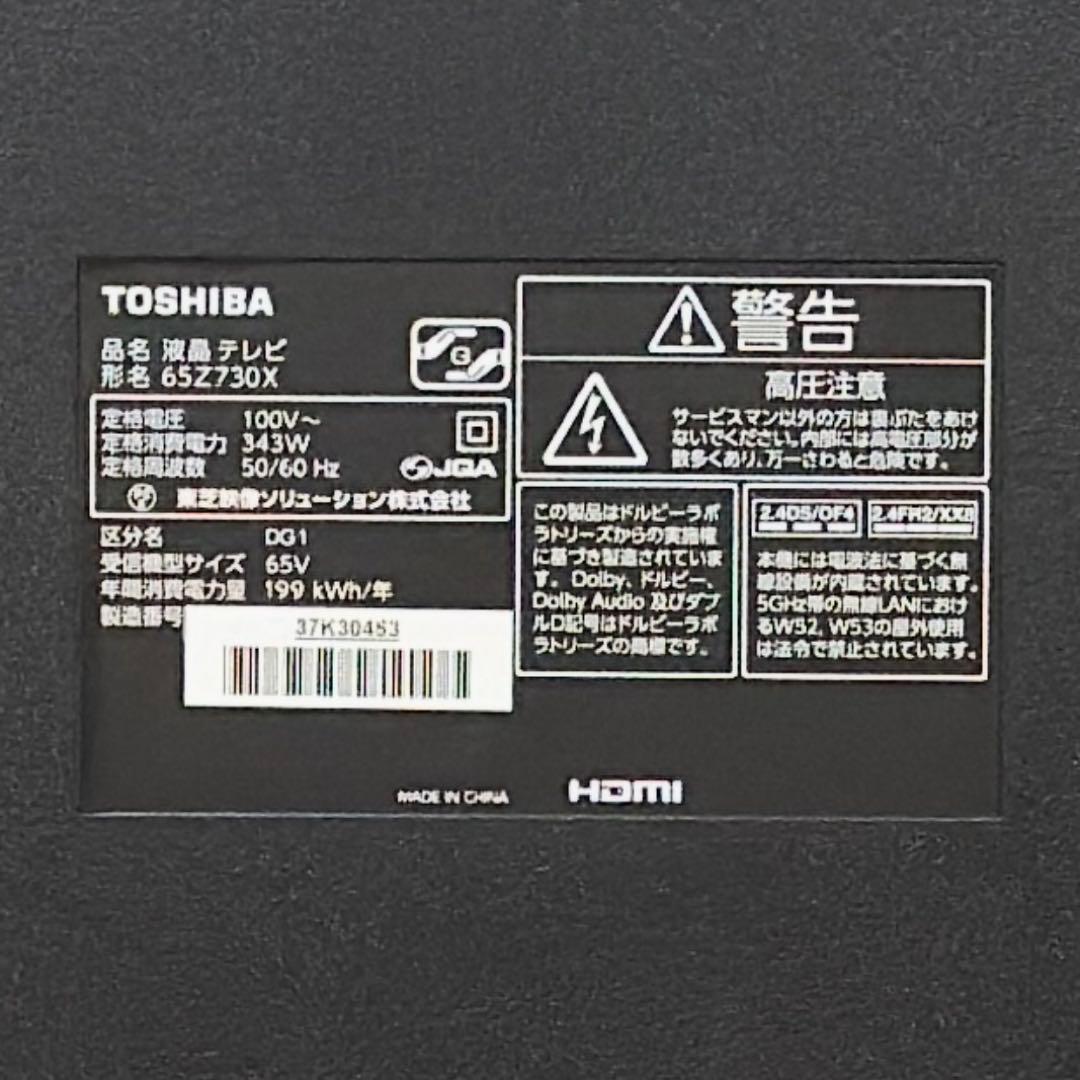 TOSHIBA
品名 液晶テレビ
形名 65Z730X
定格電圧 100V～
定格消費電力 343W
定格周波数 50/60 Hz
JQA
東芝映像ソリューション株式会社
区分名 DG1
受信機型サイズ 65V
年間消費電力量 199 kWh/年
製造番号
37K30453
MADE IN CHINA
警告
高圧注意
サービスマン以外の方は裏ぶたをあけ
ないでください。内部には高電圧部分が
数多くあり、万一さわると危険です。
この製品はドルビーラボ
ラトリーズからの実施権
に基づき製造されていま
す。Dolby、ドルビー、
Dolby Audio 及びダブ
ルD記号はドルビーラボ
ラトリーズの商標です。
2.4DS/OF4
2.4FH2/XX8
本機には電波法に基づく無
線設備が内蔵されています。
5GHz帯の無線LANにおけ
るW52, W53の屋外使用
は法令で禁止されています。
HDMI